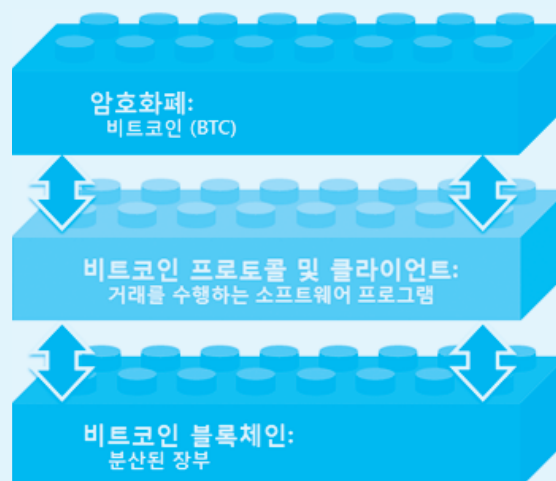 암호화폐:
비트코인 (BTC)
비트코인 프로토콜 및 클라이언트:
거래를 수행하는 소프트웨어 프로그램
비트코인 블록체인:
분산된 장부